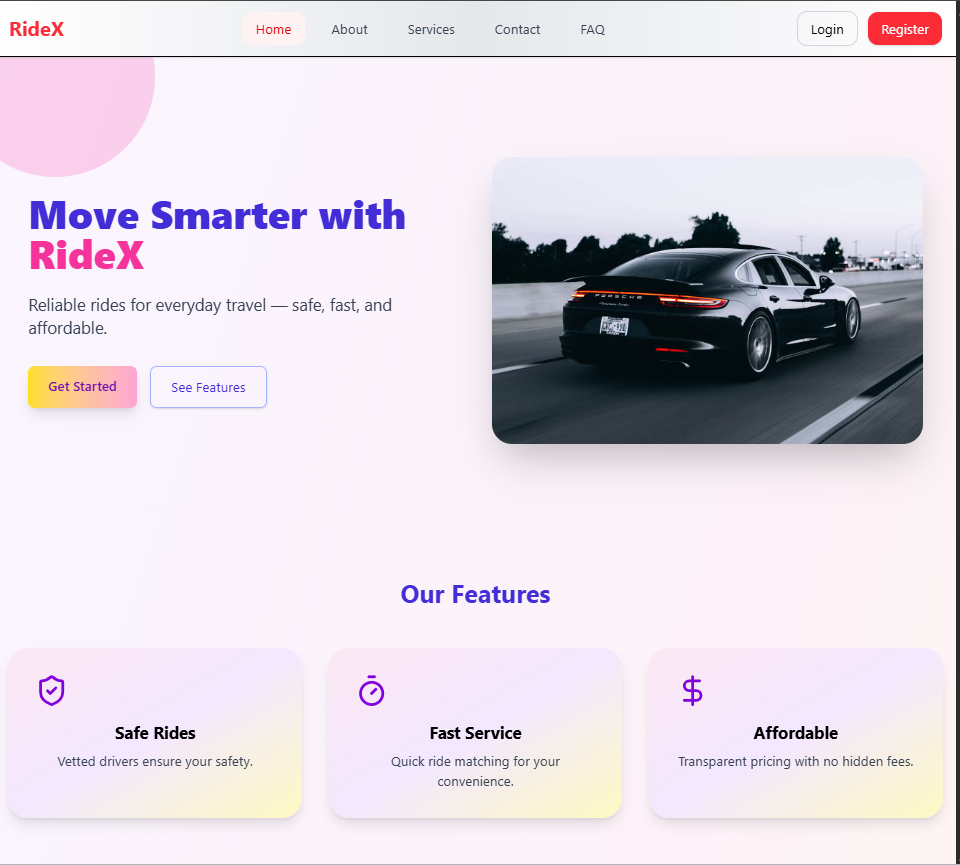 RideX
Home
About
Services
Contact
FAQ
Login
Register
Move Smarter with
RideX
Reliable rides for everyday travel — safe, fast, and
affordable.
Get Started
See Features
PORSCHE
Our Features
Safe Rides
Vetted drivers ensure your safety.
Fast Service
Quick ride matching for your
convenience.
Affordable
Transparent pricing with no hidden fees.